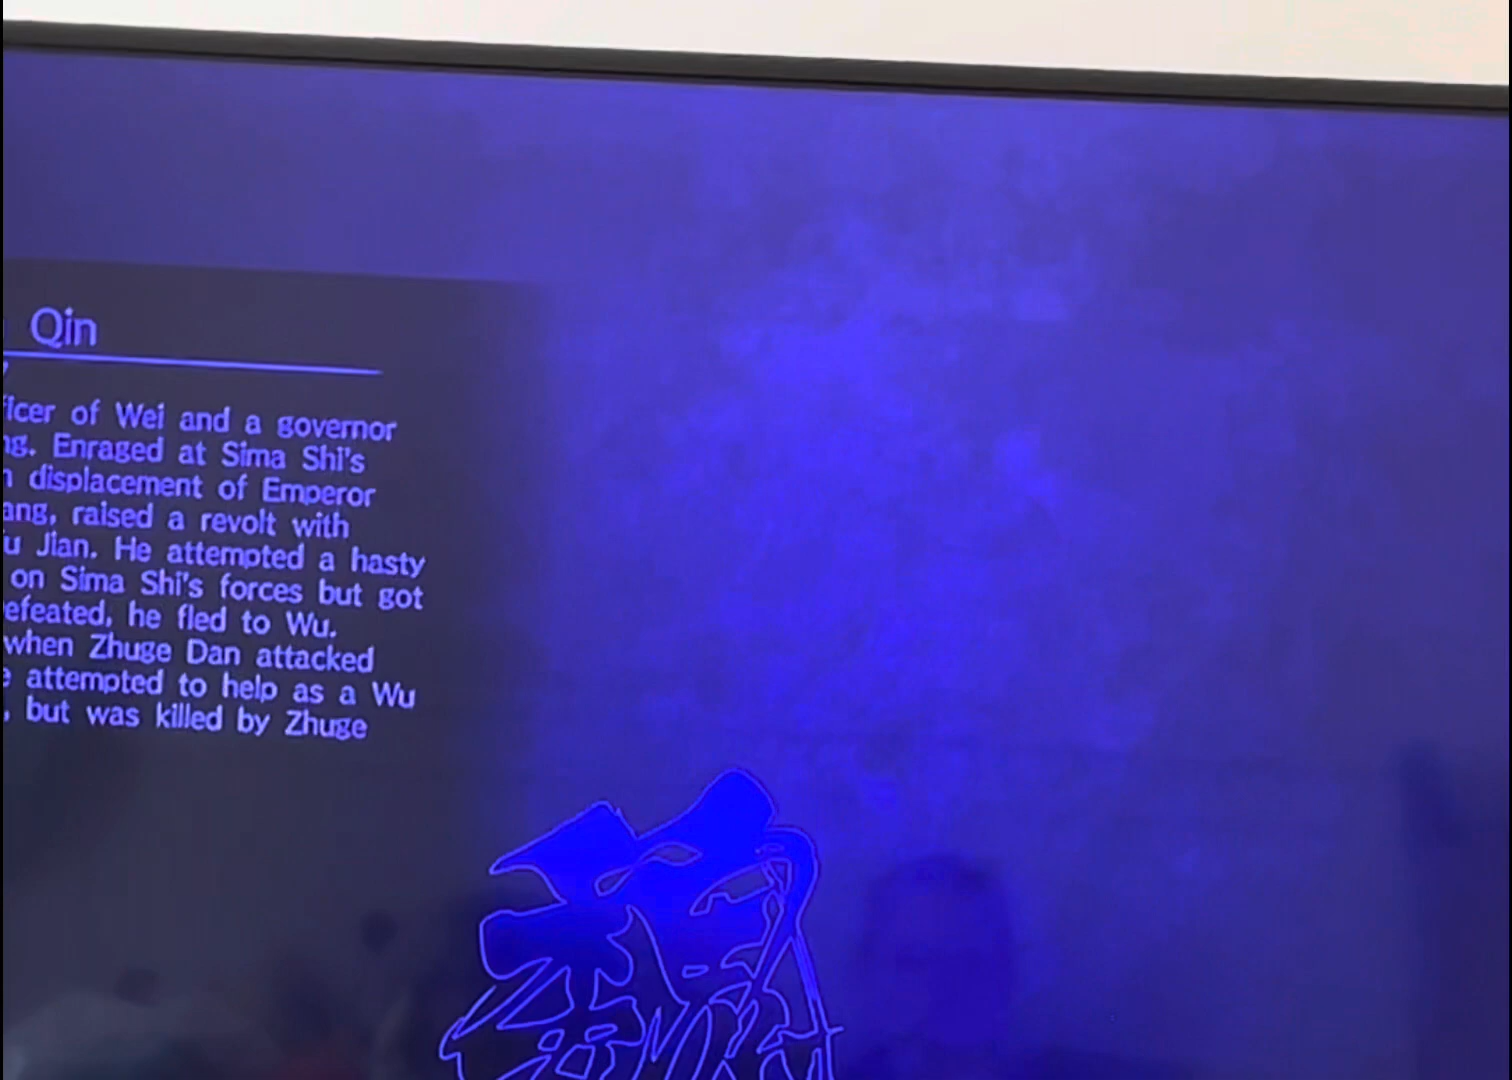 Qin
ficer of Wei and a governor
ng. Enraged at Sima Shi's
displacement of Emperor
ang, raised a revolt with
u Jian. He attempted a hasty
on Sima Shi's forces but got
efeated, he fled to Wu.
when Zhuge Dan attacked
e attempted to help as a Wu
, but was killed by Zhuge